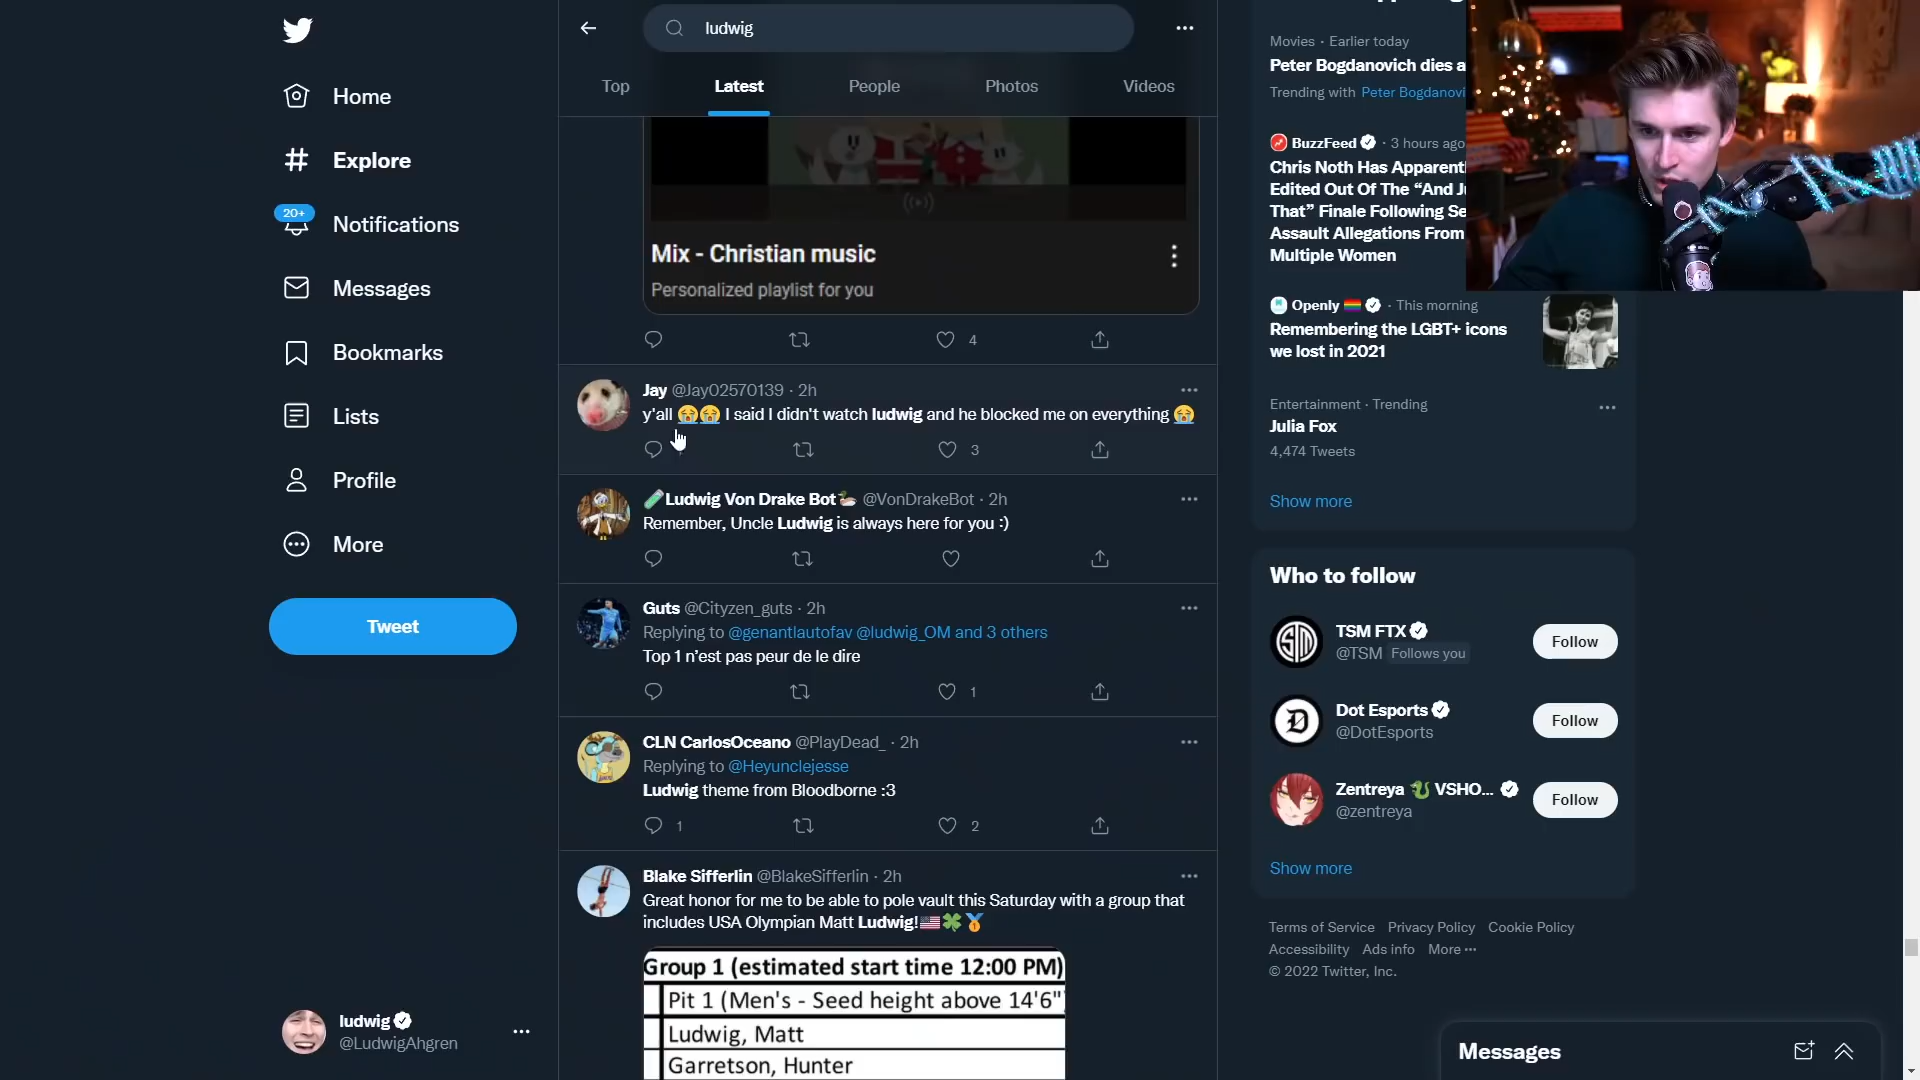 ludwig
Top
Latest
People
Photos
Videos
Home
Explore
20+
Notifications
Messages
Bookmarks
Lists
Profile
More
Tweet
ludwig
@LudwigAhgren
Mix - Christian music
Personalized playlist for you
4
Jay @Jay02570139 · 2h
y'all 😭😭 I said I didn't watch ludwig and he blocked me on everything 😭
3
🧪Ludwig Von Drake Bot🦆 @VonDrakeBot · 2h
Remember, Uncle Ludwig is always here for you :)
Guts @Cityzen_guts · 2h
Replying to @genantlautofav @ludwig_OM and 3 others
Top 1 n'est pas peur de le dire
1
CLN CarlosOceano @PlayDead_ · 2h
Replying to @Heyunclejesse
Ludwig theme from Bloodborne :3
1
2
Blake Sifferlin @BlakeSifferlin · 2h
Great honor for me to be able to pole vault this Saturday with a group that
includes USA Olympian Matt Ludwig!🇺🇸🍀🏅
Group 1 (estimated start time 12:00 PM)
Pit 1 (Men's - Seed height above 14'6"
Ludwig, Matt
Garretson, Hunter
Movies · Earlier today
Peter Bogdanovich dies a
Trending with Peter Bogdanovi
BuzzFeed · 3 hours ago
Chris Noth Has Apparent
Edited Out Of The “And J
That” Finale Following Se
Assault Allegations From
Multiple Women
Openly 🏳️‍🌈 · This morning
Remembering the LGBT+ icons
we lost in 2021
Entertainment · Trending
Julia Fox
4,474 Tweets
Show more
Who to follow
TSM FTX
@TSM Follows you
Follow
Dot Esports
@DotEsports
Follow
Zentreya 🐉 VSHO...
@zentreya
Follow
Show more
Terms of Service Privacy Policy Cookie Policy
Accessibility Ads info More ···
© 2022 Twitter, Inc.
Messages